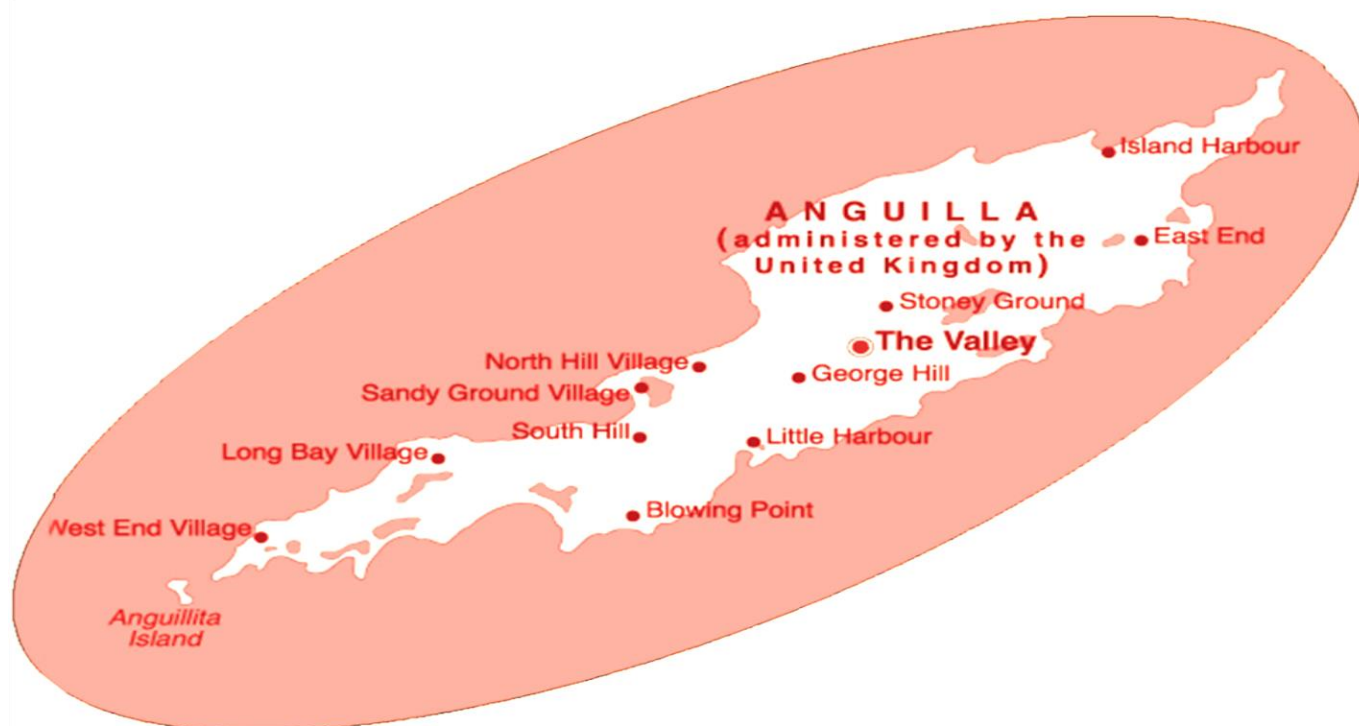 Island Harbour
ANGUILLA
(administered by the
United Kingdom)
East End
Stoney Ground
The Valley
North Hill Village
George Hill
Sandy Ground Village
South Hill
Little Harbour
Long Bay Village
Blowing Point
West End Village
Anguillita
Island